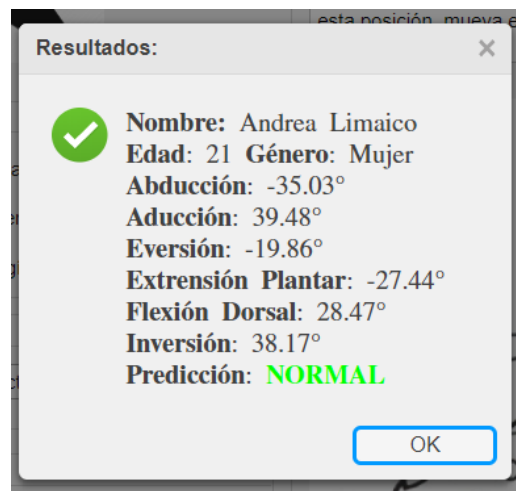 esta posición, mueva e
Resultados:
Nombre: Andrea Limaico
Edad: 21 Género: Mujer
Abducción: -35.03°
Aducción: 39.48°
Eversión: -19.86°
Extrensión Plantar: -27.44°
Flexión Dorsal: 28.47°
Inversión: 38.17°
Predicción: NORMAL
OK